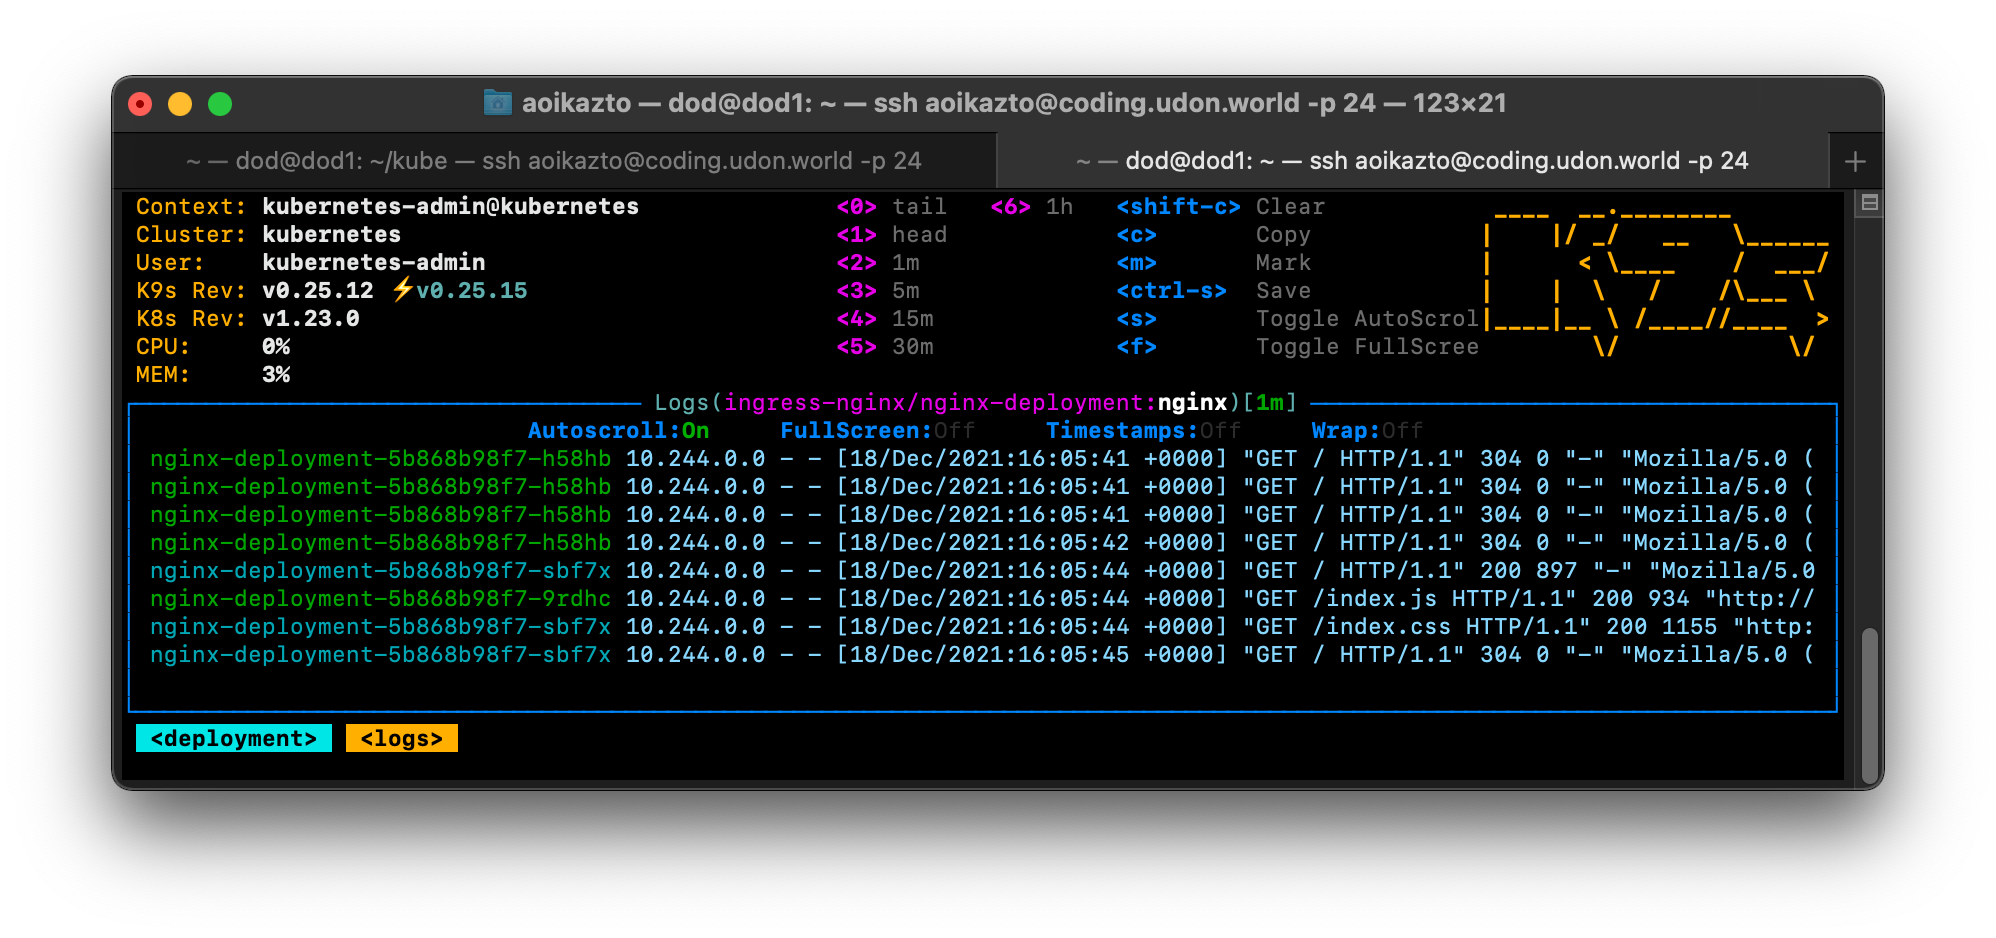 aoikazto — dod@dod1: ~ — ssh aoikazto@coding.udon.world -p 24 — 123×21
~ — dod@dod1: ~/kube — ssh aoikazto@coding.udon.world -p 24
~ — dod@dod1: ~ — ssh aoikazto@coding.udon.world -p 24
Context: kubernetes-admin@kubernetes <0> tail <6> 1h <shift-c> Clear
Cluster: kubernetes <1> head <c> Copy
User: kubernetes-admin <2> 1m <m> Mark
K9s Rev: v0.25.12 ⚡v0.25.15 <3> 5m <ctrl-s> Save
K8s Rev: v1.23.0 <4> 15m <s> Toggle AutoScrol
CPU: 0% <5> 30m <f> Toggle FullScree
MEM: 3%
Logs(ingress-nginx/nginx-deployment:nginx)[1m]
Autoscroll:On FullScreen:Off Timestamps:Off Wrap:Off
nginx-deployment-5b868b98f7-h58hb 10.244.0.0 - - [18/Dec/2021:16:05:41 +0000] "GET / HTTP/1.1" 304 0 "-" "Mozilla/5.0 (
nginx-deployment-5b868b98f7-h58hb 10.244.0.0 - - [18/Dec/2021:16:05:41 +0000] "GET / HTTP/1.1" 304 0 "-" "Mozilla/5.0 (
nginx-deployment-5b868b98f7-h58hb 10.244.0.0 - - [18/Dec/2021:16:05:41 +0000] "GET / HTTP/1.1" 304 0 "-" "Mozilla/5.0 (
nginx-deployment-5b868b98f7-h58hb 10.244.0.0 - - [18/Dec/2021:16:05:42 +0000] "GET / HTTP/1.1" 304 0 "-" "Mozilla/5.0 (
nginx-deployment-5b868b98f7-sbf7x 10.244.0.0 - - [18/Dec/2021:16:05:44 +0000] "GET / HTTP/1.1" 200 897 "-" "Mozilla/5.0
nginx-deployment-5b868b98f7-9rdhc 10.244.0.0 - - [18/Dec/2021:16:05:44 +0000] "GET /index.js HTTP/1.1" 200 934 "http://
nginx-deployment-5b868b98f7-sbf7x 10.244.0.0 - - [18/Dec/2021:16:05:44 +0000] "GET /index.css HTTP/1.1" 200 1155 "http:
nginx-deployment-5b868b98f7-sbf7x 10.244.0.0 - - [18/Dec/2021:16:05:45 +0000] "GET / HTTP/1.1" 304 0 "-" "Mozilla/5.0 (
<deployment> <logs>